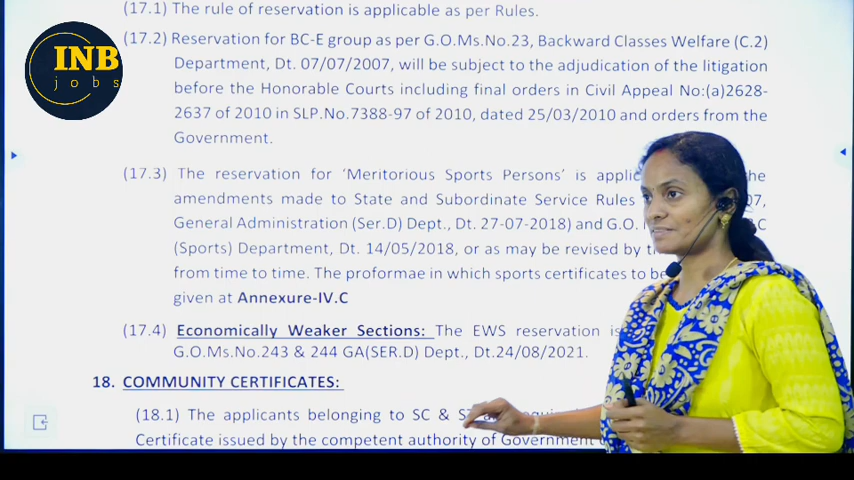 (17.1) The rule of reservation is applicable as per Rules.
INB
jobs
(17.2) Reservation for BC-E group as per G.O.Ms.No.23, Backward Classes Welfare (C.2)
Department, Dt. 07/07/2007, will be subject to the adjudication of the litigation
before the Honorable Courts including final orders in Civil Appeal No:(a)2628-
2637 of 2010 in SLP.No.7388-97 of 2010, dated 25/03/2010 and orders from the
Government.
(17.3) The reservation for ‘Meritorious Sports Persons’ is the
amendments made to State and Subordinate Service Rules
General Administration (Ser.D) Dept., Dt. 27-07-2018) and G.O.
(Sports) Department, Dt. 14/05/2018, or as may be revised by
from time to time. The proformae in which sports certificates to
given at Annexure-IV.C
(17.4) Economically Weaker Sections: The EWS reservation
G.O.Ms.No.243 & 244 GA(SER.D) Dept., Dt.24/08/2021.
18. COMMUNITY CERTIFICATES:
(18.1) The applicants belonging to SC &
Certificate issued by the competent authority of Government